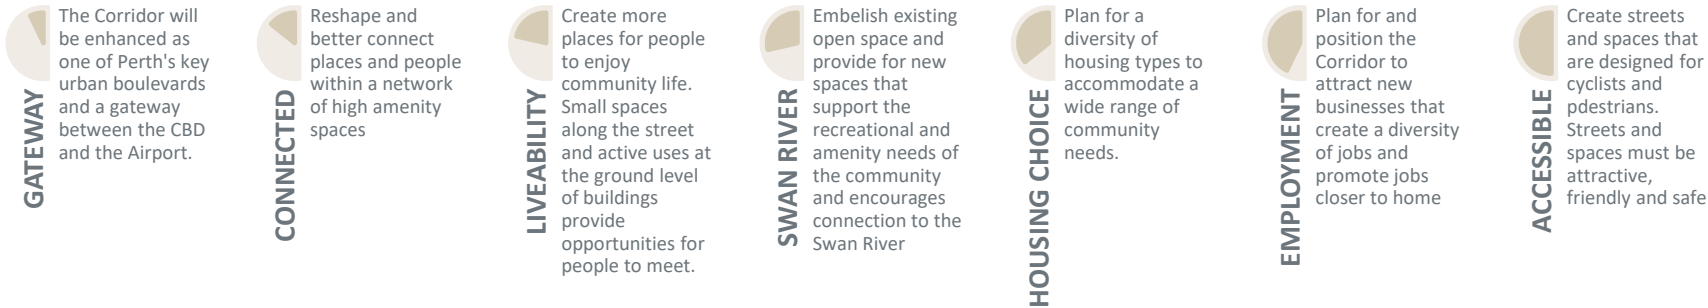 GATEWAY
The Corridor will
be enhanced as
one of Perth's key
urban boulevards
and a gateway
between the CBD
and the Airport.
CONNECTED
Reshape and
better connect
places and people
within a network
of high amenity
spaces
LIVEABILITY
Create more
places for people
to enjoy
community life.
Small spaces
along the street
and active uses at
the ground level
of buildings
provide
opportunities for
people to meet.
SWAN RIVER
Embelish existing
open space and
provide for new
spaces that
support the
recreational and
amenity needs of
the community
and encourages
connection to the
Swan River
HOUSING CHOICE
Plan for a
diversity of
housing types to
accommodate a
wide range of
community
needs.
EMPLOYMENT
Plan for and
position the
Corridor to
attract new
businesses that
create a diversity
of jobs and
promote jobs
closer to home
ACCESSIBLE
Create streets
and spaces that
are designed for
cyclists and
pdestrians.
Streets and
spaces must be
attractive,
friendly and safe